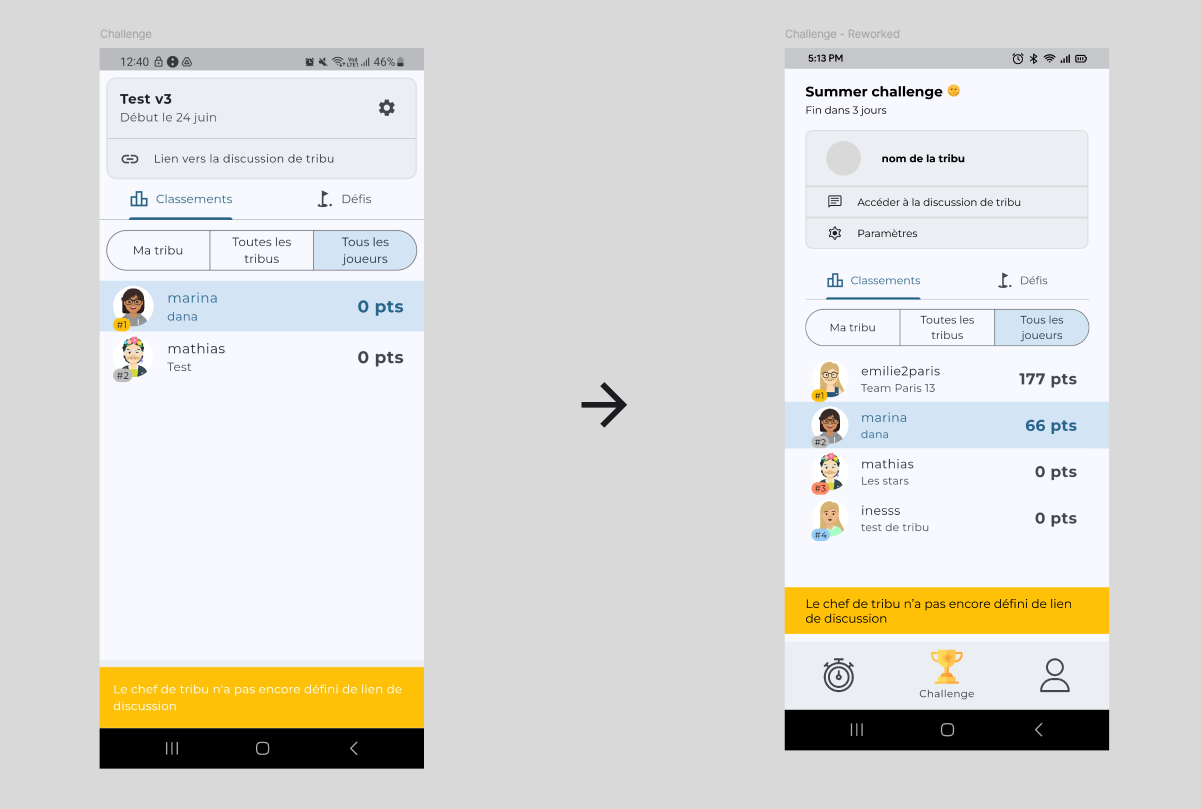 Challenge
12:40
46%
Test v3
Début le 24 juin
Lien vers la discussion de tribu
Classements
Défis
Ma tribu
Toutes les
tribus
Tous les
joueurs
marina
dana
0 pts
#1
mathias
Test
0 pts
#2
Le chef de tribu n'a pas encore défini de lien de
discussion
Challenge - Reworked
5:13 PM
Summer challenge
Fin dans 3 jours
nom de la tribu
Accéder à la discussion de tribu
Paramètres
Classements
Défis
Ma tribu
Toutes les
tribus
Tous les
joueurs
emilie2paris
Team Paris 13
177 pts
#1
marina
dana
66 pts
#2
mathias
Les stars
0 pts
#3
inesss
test de tribu
0 pts
#4
Le chef de tribu n’a pas encore défini de lien
de discussion
Challenge